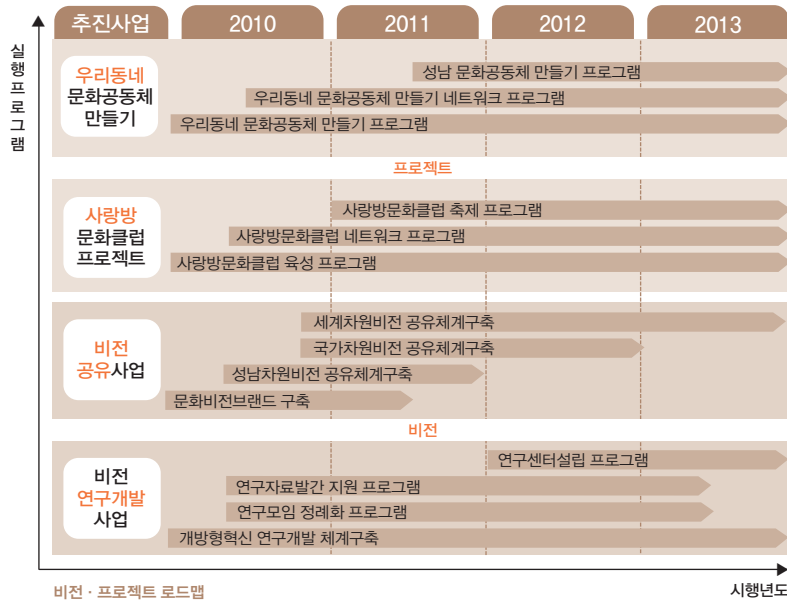 추진사업 2010 2011 2012 2013
실행프로그램
우리동네
문화공동체
만들기
성남 문화공동체 만들기 프로그램
우리동네 문화공동체 만들기 네트워크 프로그램
우리동네 문화공동체 만들기 프로그램
프로젝트
사랑방
문화클럽
프로젝트
사랑방문화클럽 축제 프로그램
사랑방문화클럽 네트워크 프로그램
사랑방문화클럽 육성 프로그램
비전
공유사업
세계차원비전 공유체계구축
국가차원비전 공유체계구축
성남차원비전 공유체계구축
문화비전브랜드 구축
비전
비전
연구개발
사업
연구센터설립 프로그램
연구자료발간 지원 프로그램
연구모임 정례화 프로그램
개방형혁신 연구개발 체계구축
비전 · 프로젝트 로드맵
시행년도